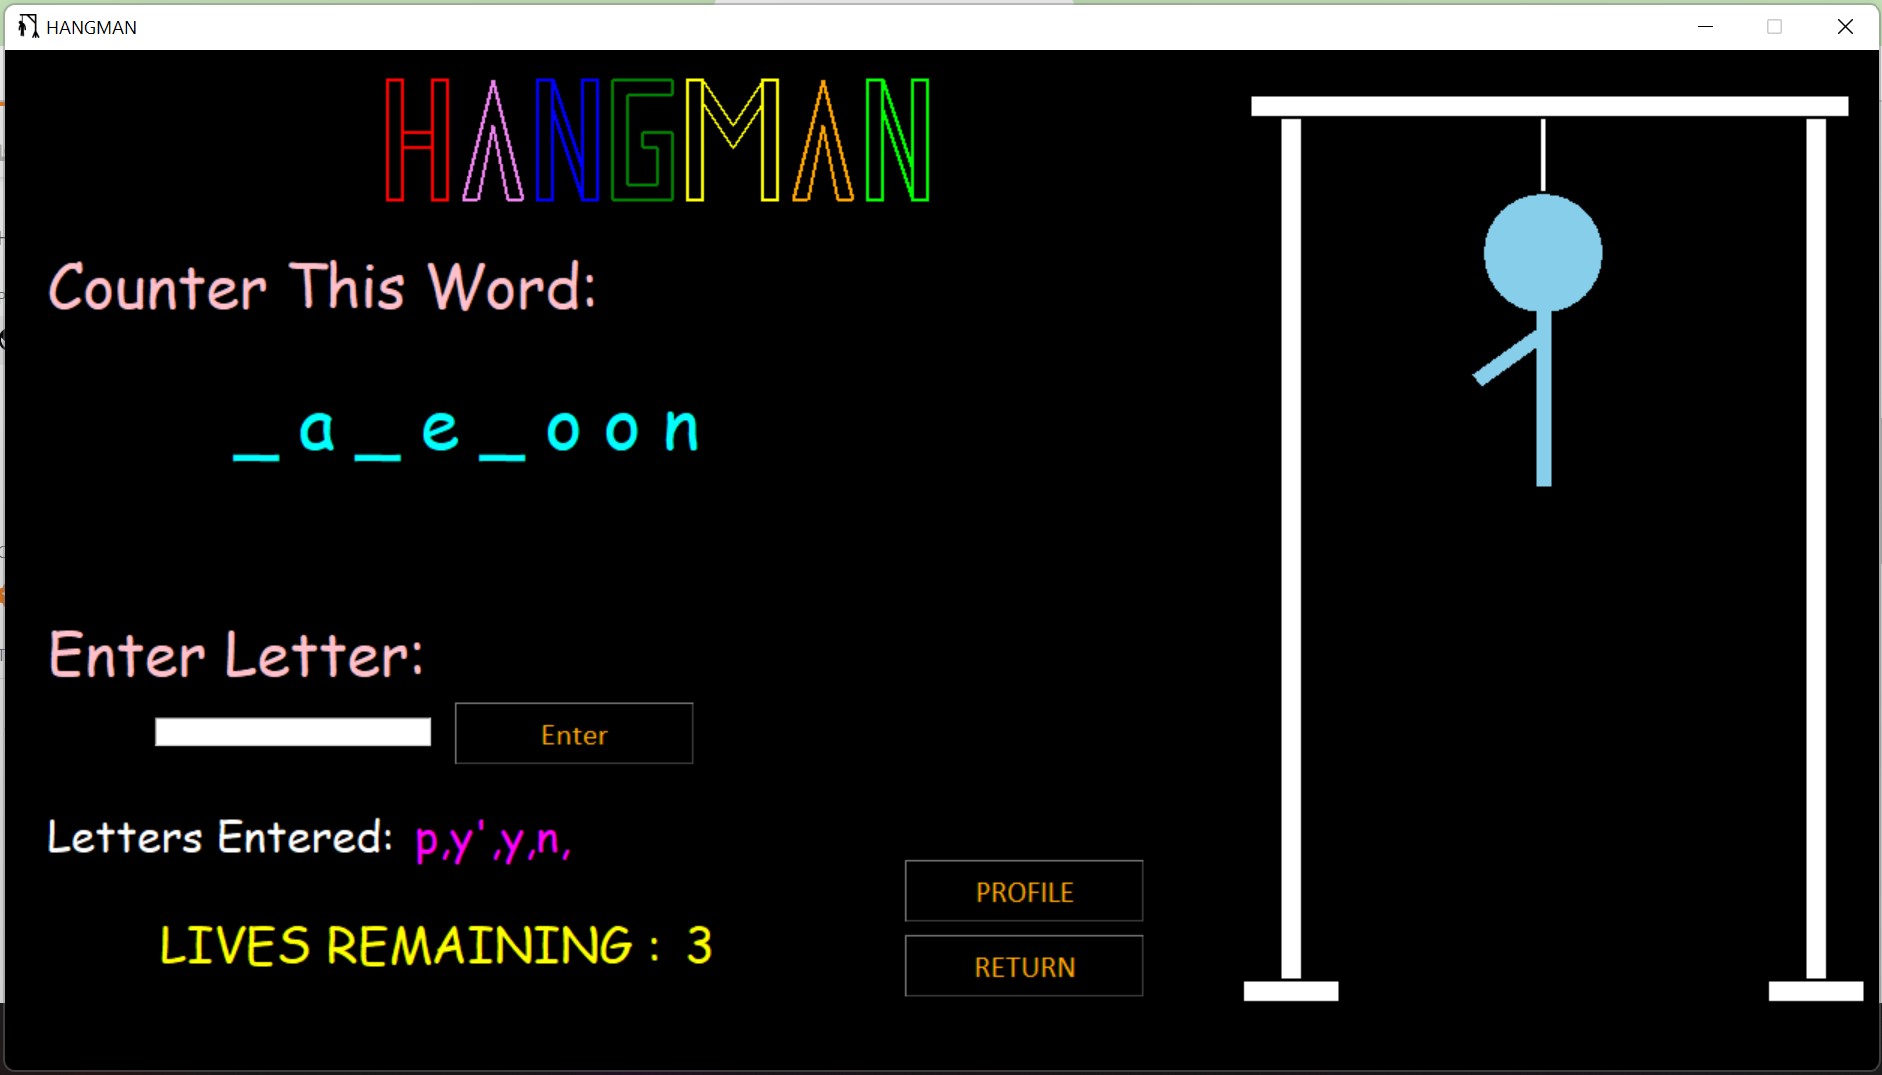 HANGMAN
HANGMAN
Counter This Word:
_ a _ e _ o o n
Enter Letter:
Enter
Letters Entered: p,y',y,n,
PROFILE
LIVES REMAINING : 3
RETURN